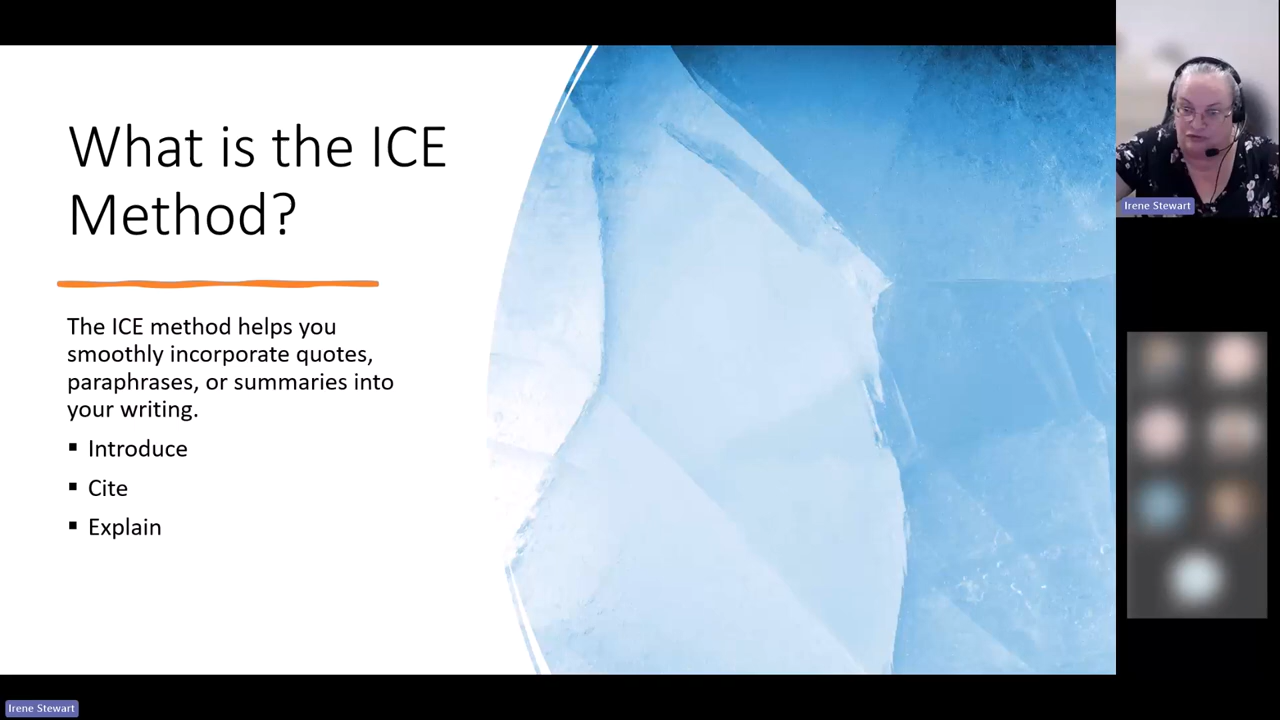 What is the ICE
Method?
The ICE method helps you
smoothly incorporate quotes,
paraphrases, or summaries into
your writing.
▪ Introduce
▪ Cite
▪ Explain
Irene Stewart
Irene Stewart